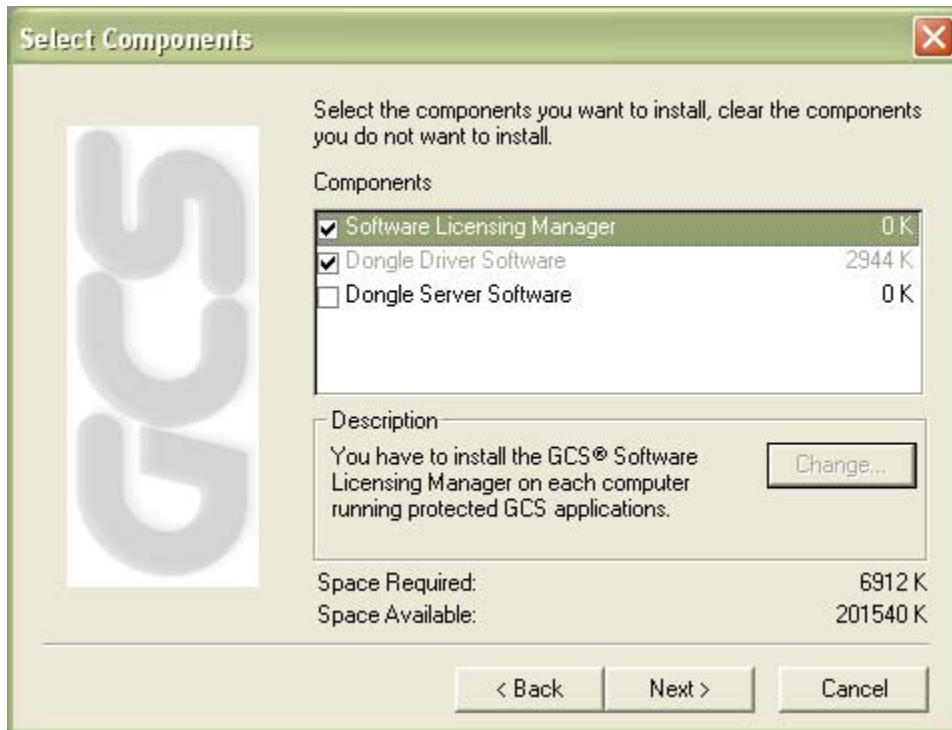 Select Components
Select the components you want to install, clear the components
you do not want to install.
Components
Software Licensing Manager 0 K
Dongle Driver Software 2944 K
Dongle Server Software 0 K
Description
You have to install the GCS® Software
Licensing Manager on each computer
running protected GCS applications.
Change...
Space Required: 6912 K
Space Available: 201540 K
< Back Next > Cancel
GCS